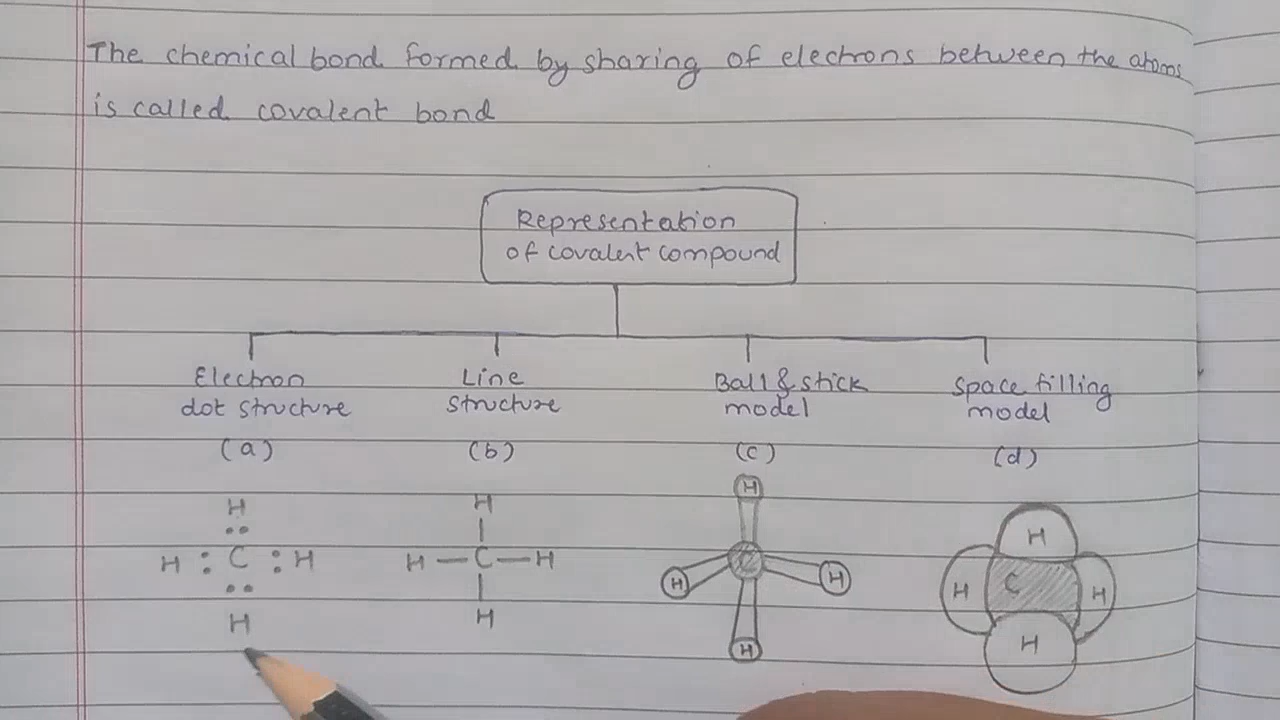 The chemical bond formed by sharing of electrons between the atoms
is called covalent bond
Representation
of covalent compound
Electron
dot structure
(a)
Line
structure
(b)
Ball & stick
model
(c)
Space filling
model
(d)
H
H : C : H
H
H
H — C — H
H
H
C
H H
H
H
H C H
H